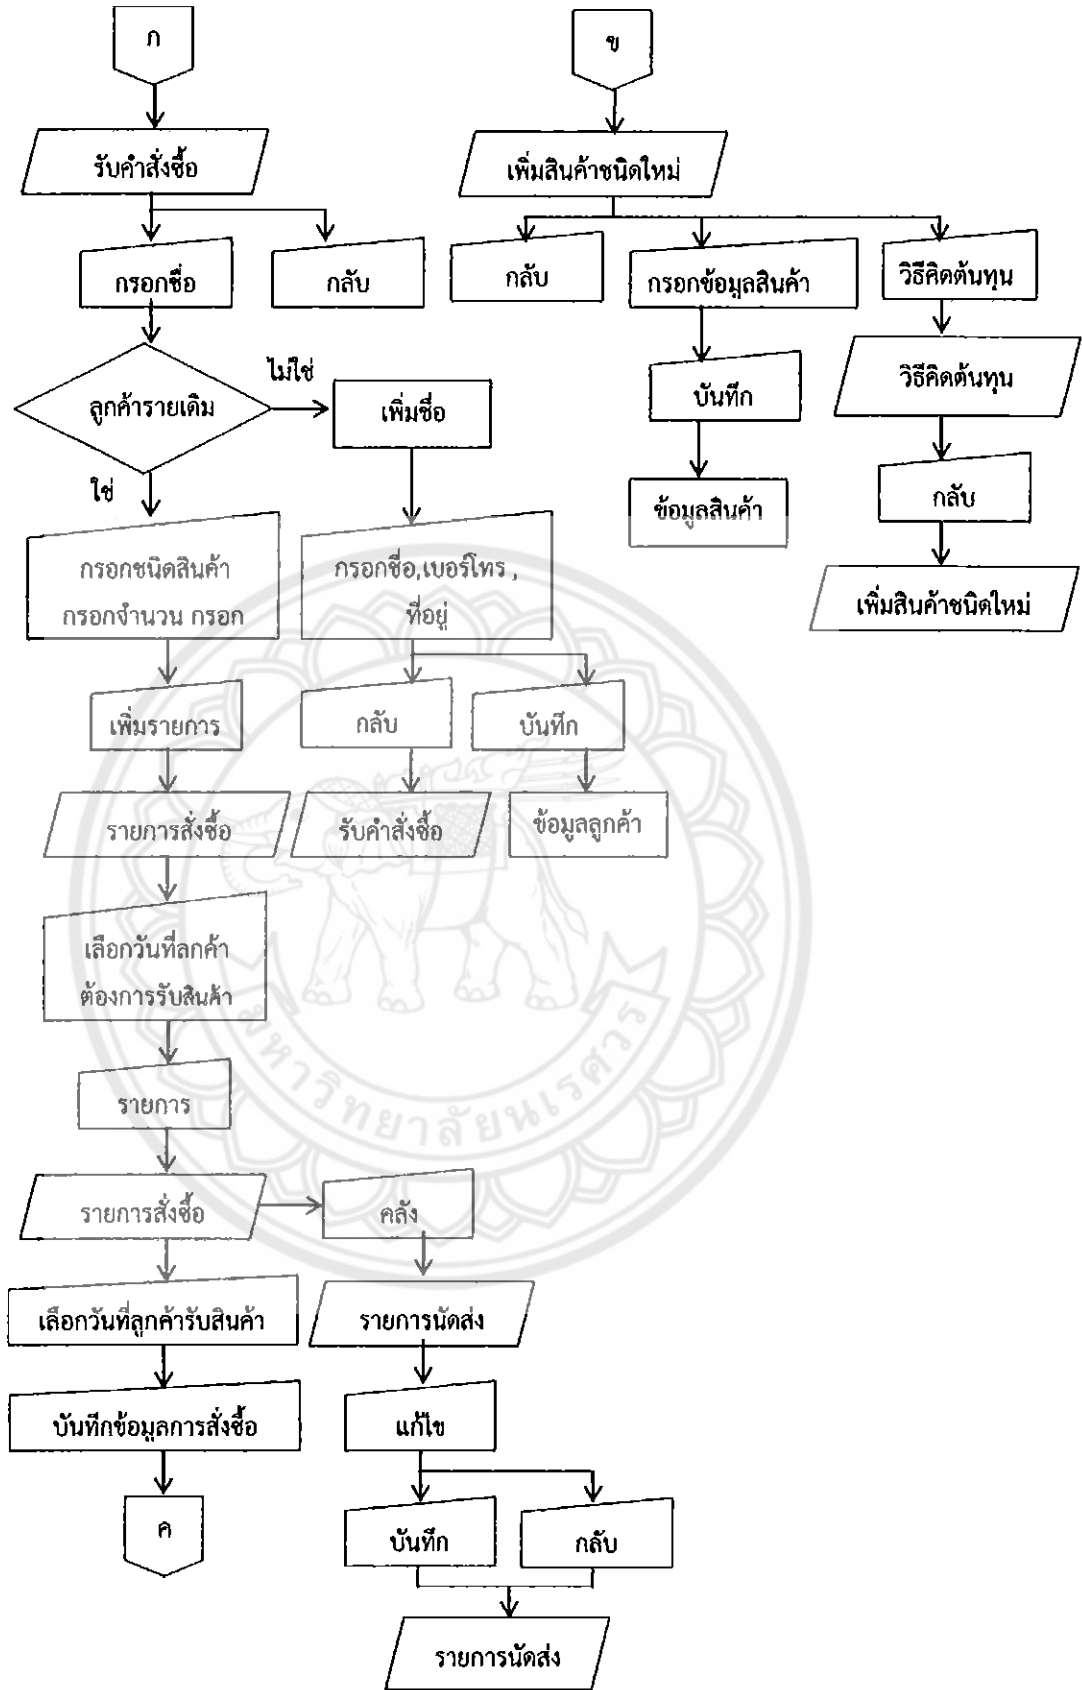 ก
ข
รับคำสั่งซื้อ
เพิ่มสินค้าชนิดใหม่
กรอกชื่อ
กลับ
กลับ
กรอกข้อมูลสินค้า
วิธีคิดต้นทุน
ลูกค้ารายเดิม
ไม่ใช่
เพิ่มชื่อ
บันทึก
วิธีคิดต้นทุน
ใช่
ข้อมูลสินค้า
กลับ
กรอกชนิดสินค้า
กรอกจำนวน กรอก
กรอกชื่อ,เบอร์โทร ,
ที่อยู่
เพิ่มสินค้าชนิดใหม่
เพิ่มรายการ
กลับ
บันทึก
รายการสั่งซื้อ
รับคำสั่งซื้อ
ข้อมูลลูกค้า
เลือกวันที่ลกค้า
ต้องการรับสินค้า
มหาวิทยาลัยนเรศวร
รายการ
รายการสั่งซื้อ
คลัง
เลือกวันที่ลูกค้ารับสินค้า
รายการนัดส่ง
บันทึกข้อมูลการสั่งซื้อ
แก้ไข
ค
บันทึก
กลับ
รายการนัดส่ง